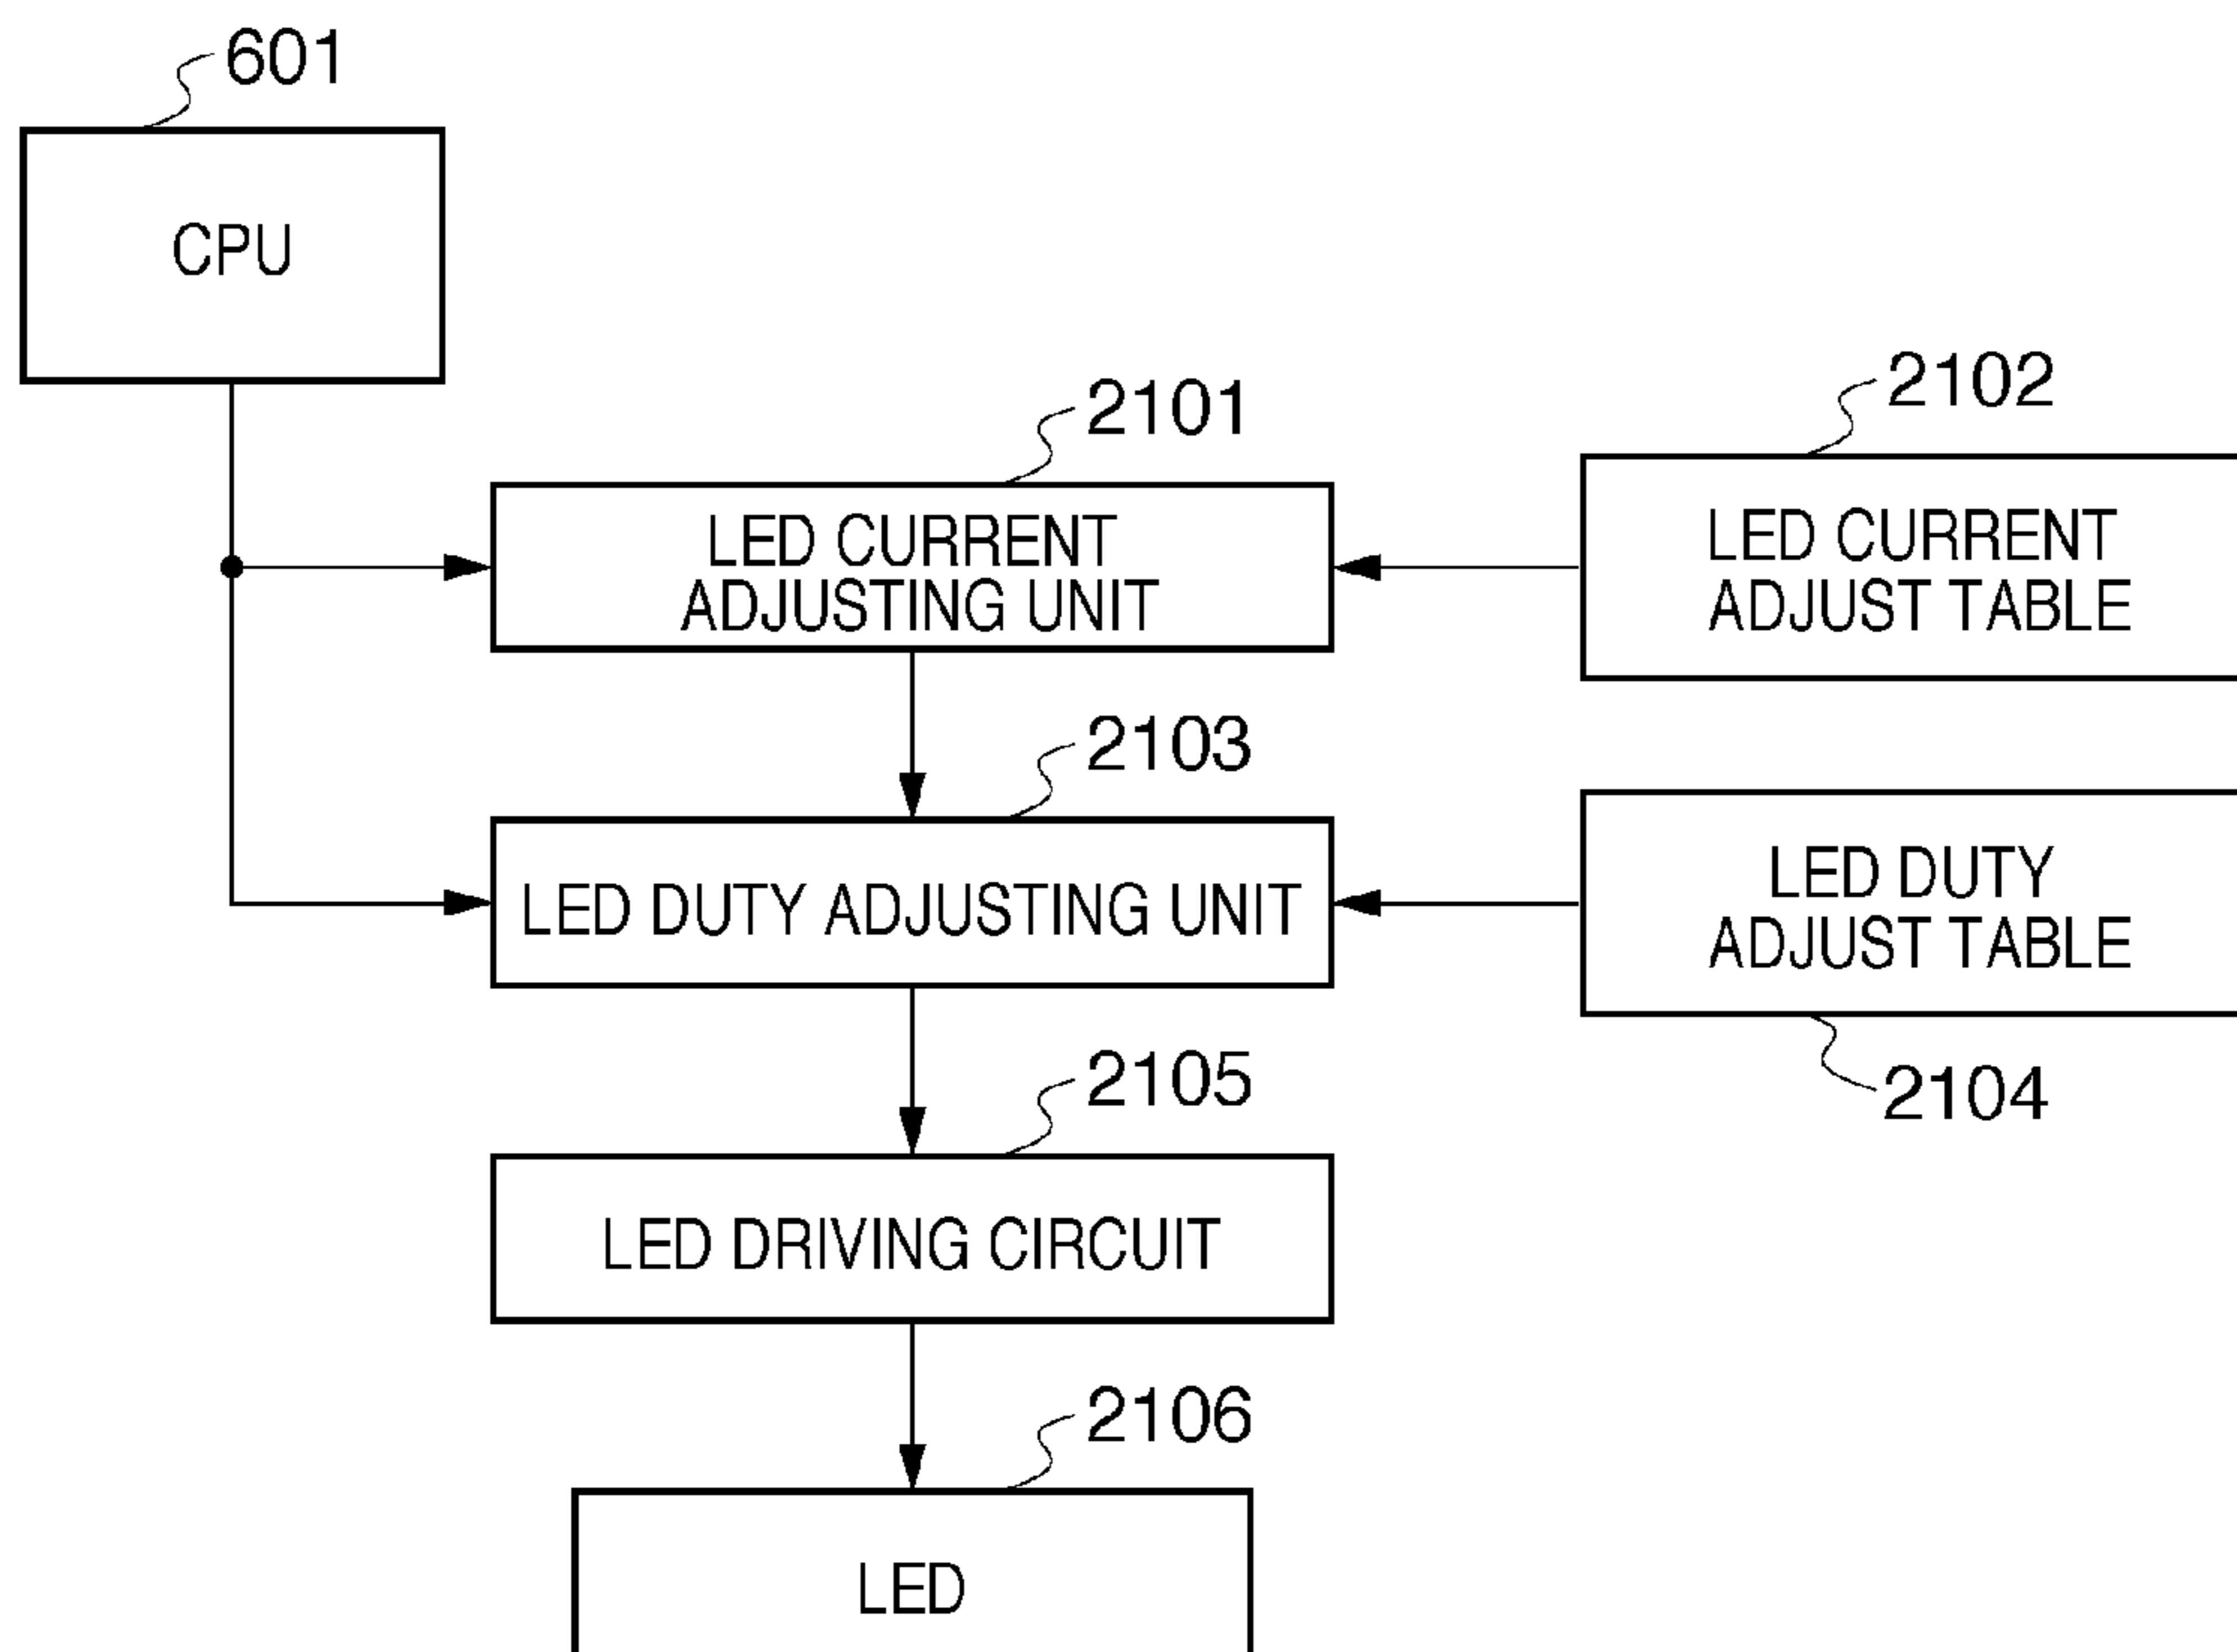 601
CPU
2101
2102
LED CURRENT
ADJUSTING UNIT
LED CURRENT
ADJUST TABLE
2103
LED DUTY ADJUSTING UNIT
LED DUTY
ADJUST TABLE
2105
2104
LED DRIVING CIRCUIT
2106
LED